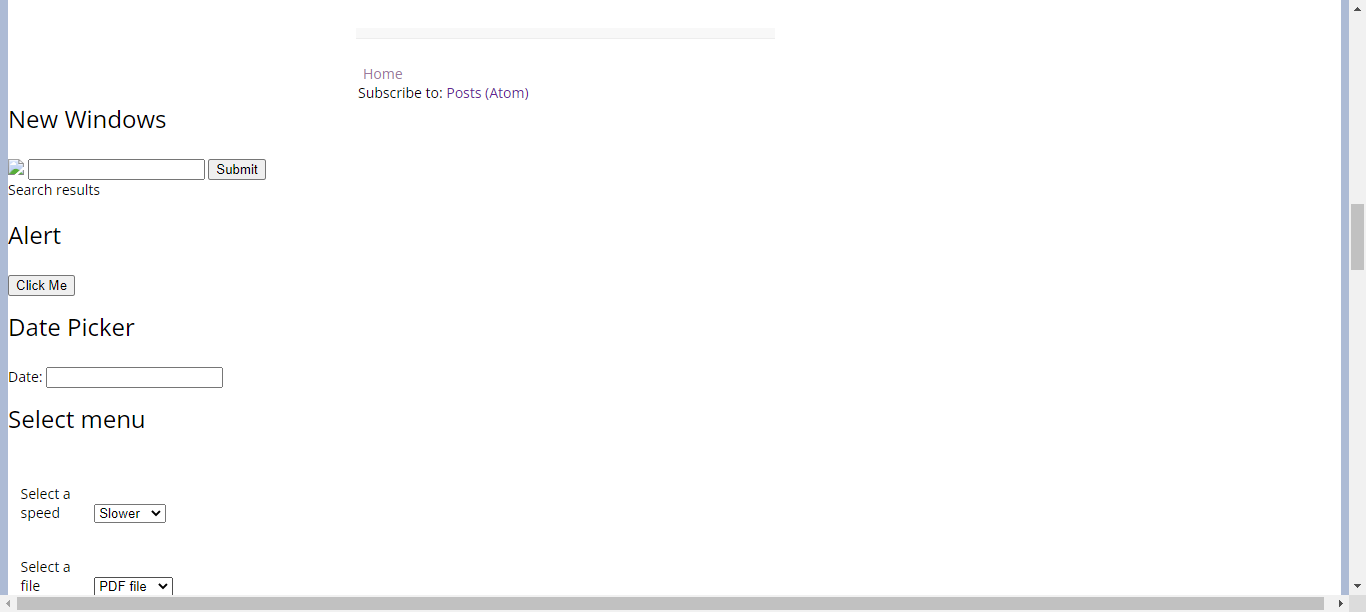 Home
Subscribe to: Posts (Atom)
New Windows
Submit
Search results
Alert
Click Me
Date Picker
Date:
Select menu
Select a
speed
Slower
Select a
file
PDF file